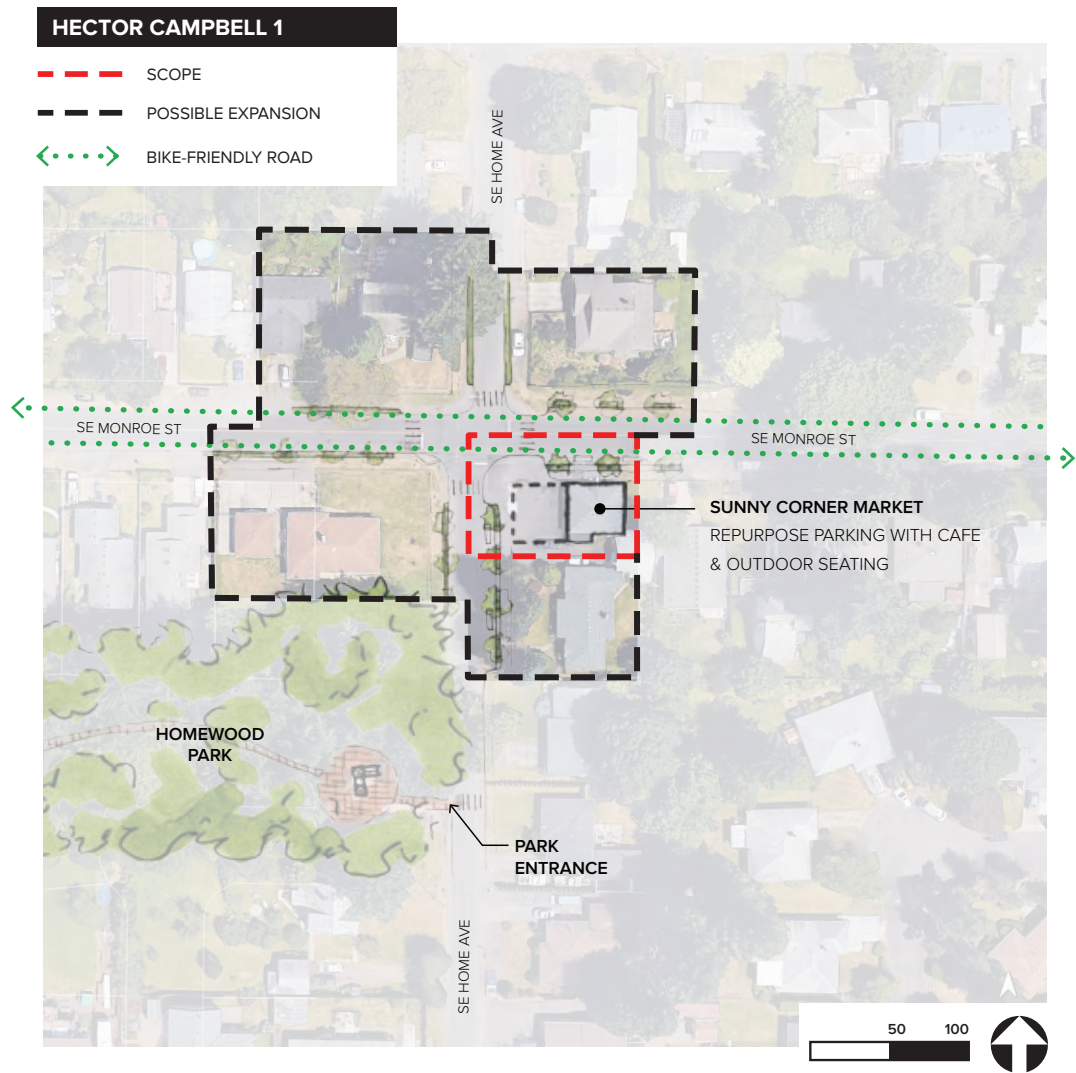 HECTOR CAMPBELL 1
SCOPE
POSSIBLE EXPANSION
BIKE-FRIENDLY ROAD
SE HOME AVE
SE MONROE ST
SE MONROE ST
SUNNY CORNER MARKET
REPURPOSE PARKING WITH CAFE
& OUTDOOR SEATING
HOMEWOOD
PARK
PARK
ENTRANCE
SE HOME AVE
50 100